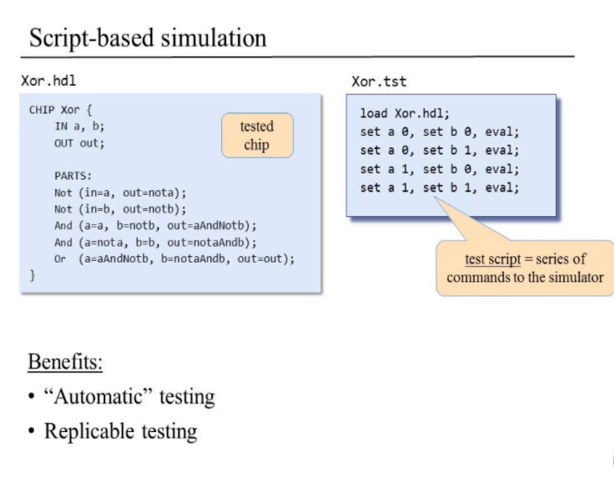 Script-based simulation
Xor.hdl
CHIP Xor {
IN a, b;
OUT out;
PARTS:
Not (in=a, out=nota);
Not (in=b, out=notb);
And (a=a, b=notb, out=aAndNotb);
And (a=nota, b=b, out=notaAndb);
Or (a=aAndNotb, b=notaAndb, out=out);
}
tested
chip
Xor.tst
load Xor.hdl;
set a 0, set b 0, eval;
set a 0, set b 1, eval;
set a 1, set b 0, eval;
set a 1, set b 1, eval;
test script = series of
commands to the simulator
Benefits:
• “Automatic” testing
• Replicable testing